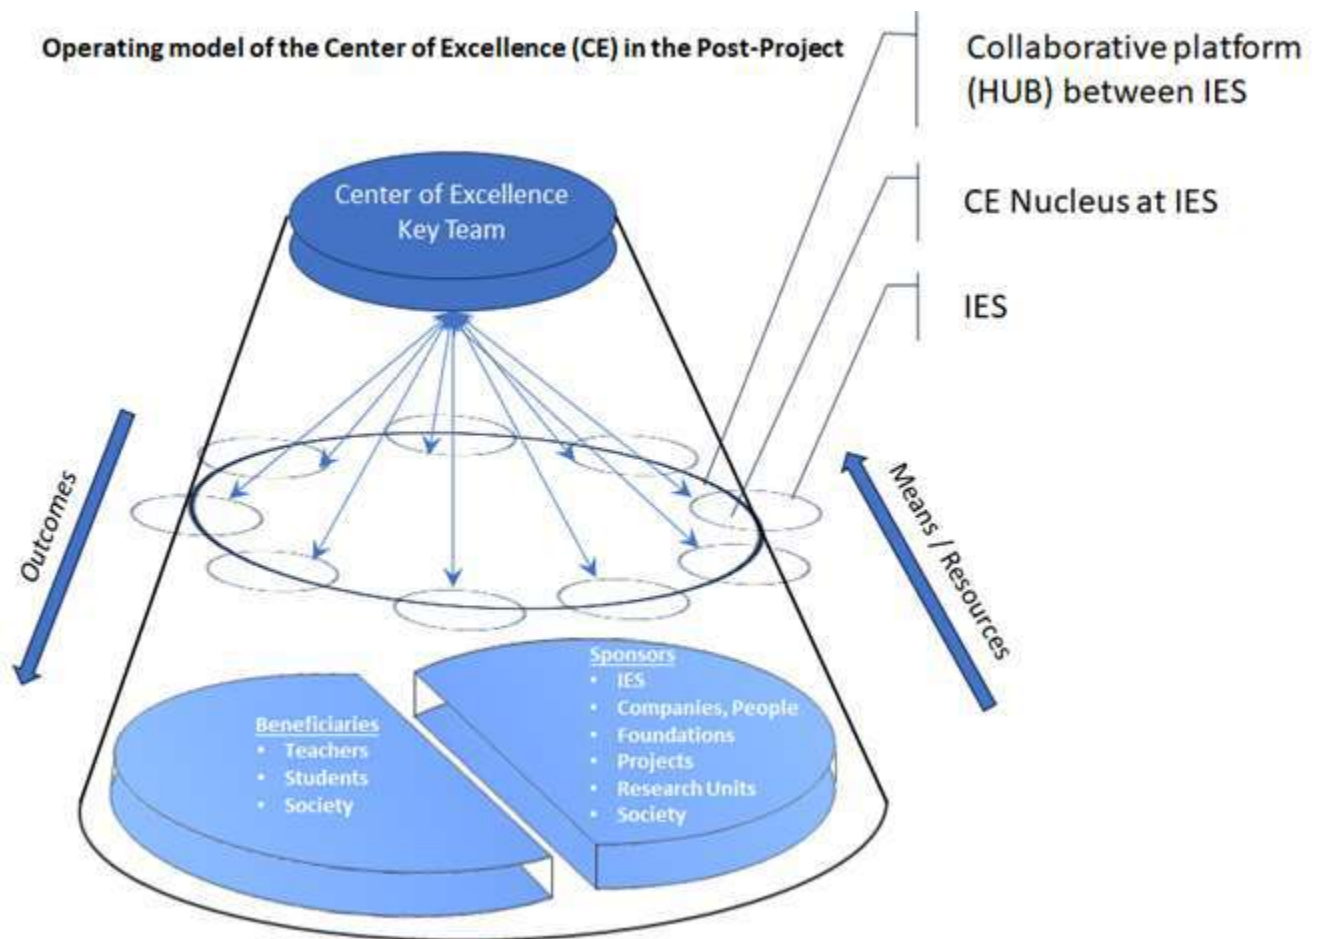 Operating model of the Center of Excellence (CE) in the Post-Project
Collaborative platform
(HUB) between IES
CE Nucleus at IES
IES
Center of Excellence
Key Team
Outcomes
Means / Resources
Beneficiaries
• Teachers
• Students
• Society
Sponsors
• IES
• Companies, People
• Foundations
• Projects
• Research Units
• Society